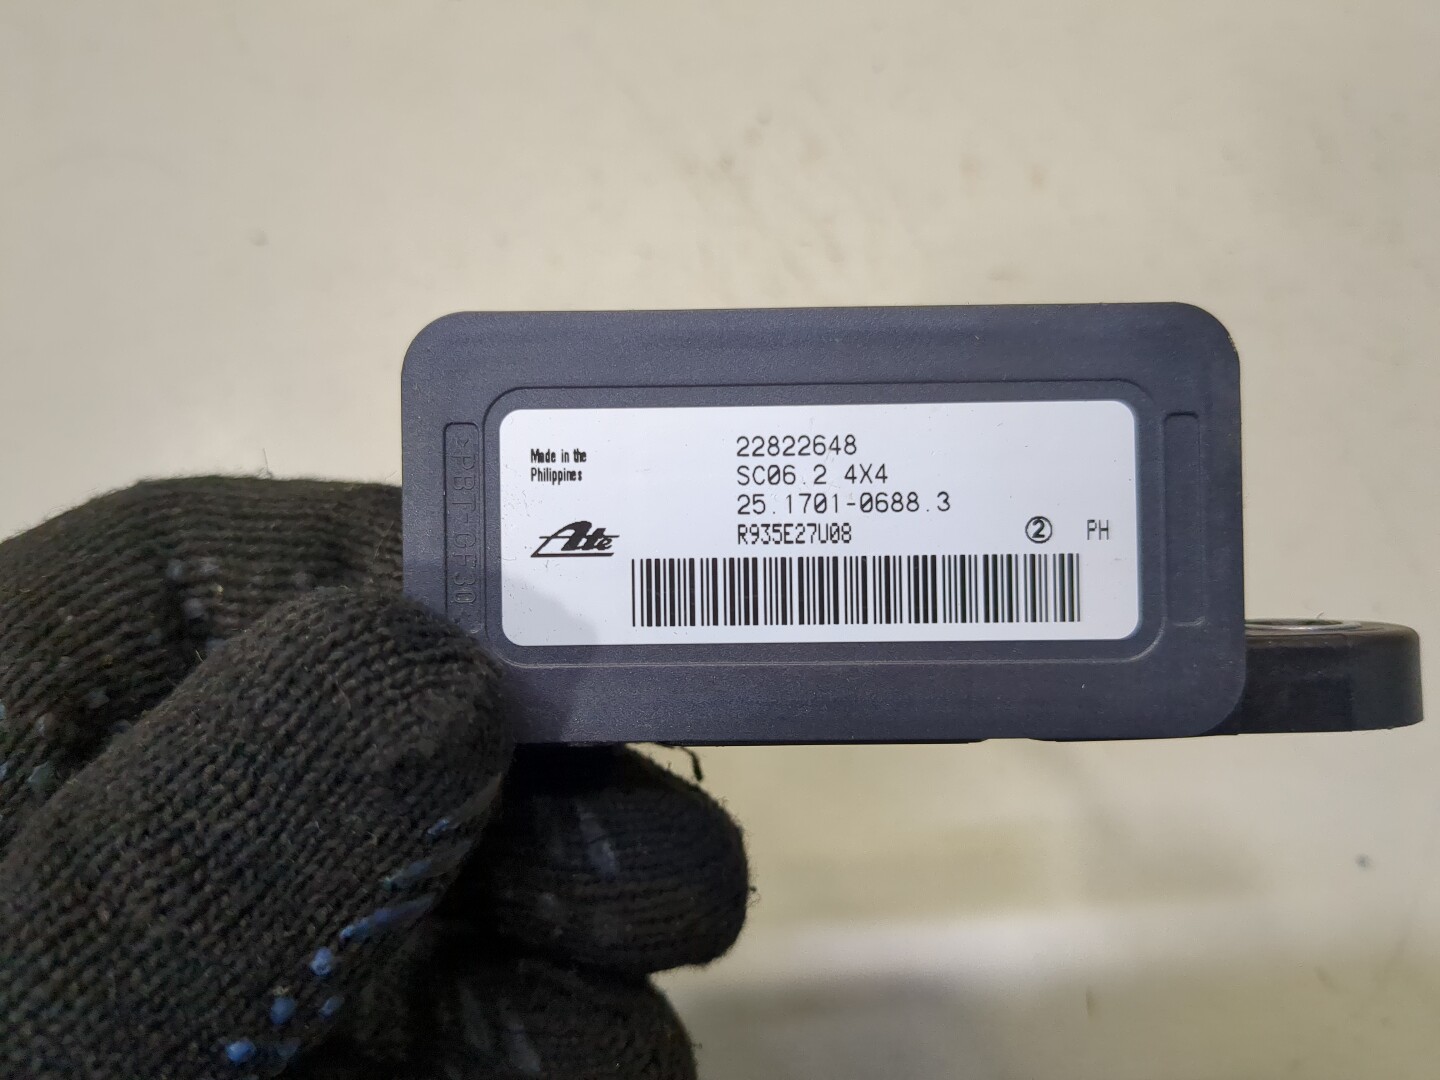 Made in the
Philippines
22822648
SC06.2 4X4
25.1701-0688.3
R935E27U08
② PH
Ate
>PBT-GF30